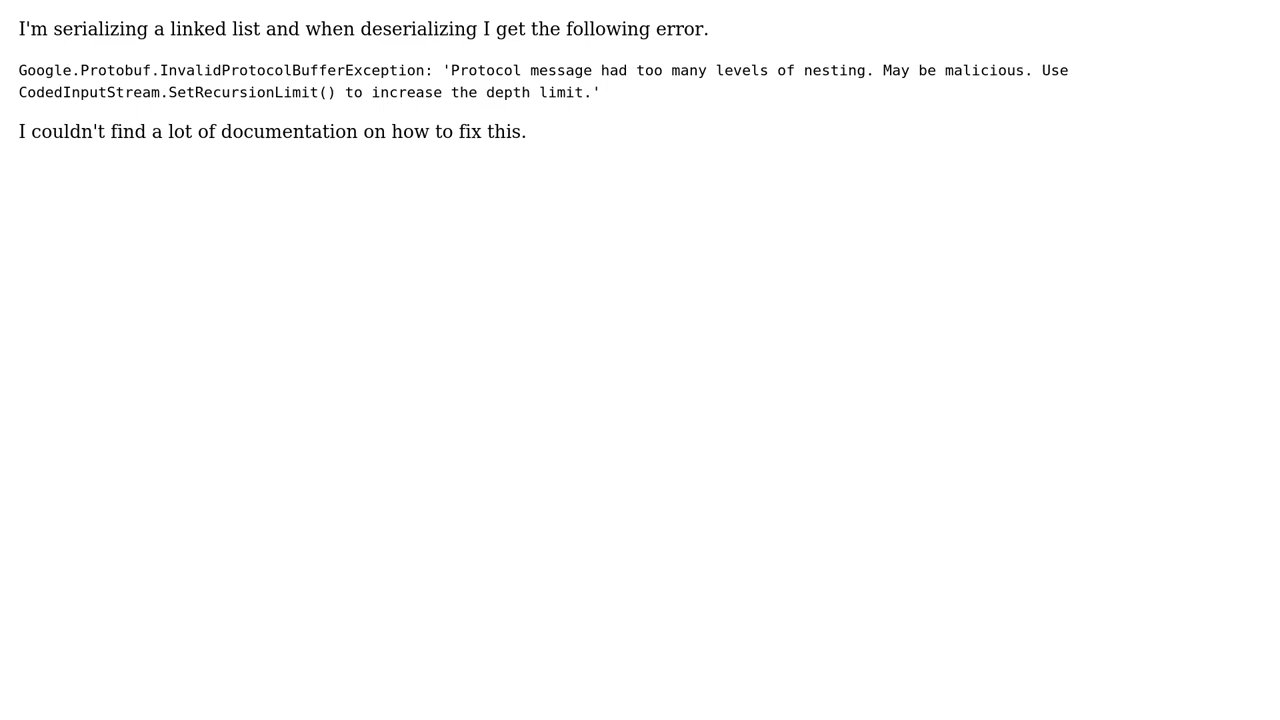 I'm serializing a linked list and when deserializing I get the following error.
Google.Protobuf.InvalidProtocolBufferException: 'Protocol message had too many levels of nesting. May be malicious. Use
CodedInputStream.SetRecursionLimit() to increase the depth limit.'
I couldn't find a lot of documentation on how to fix this.